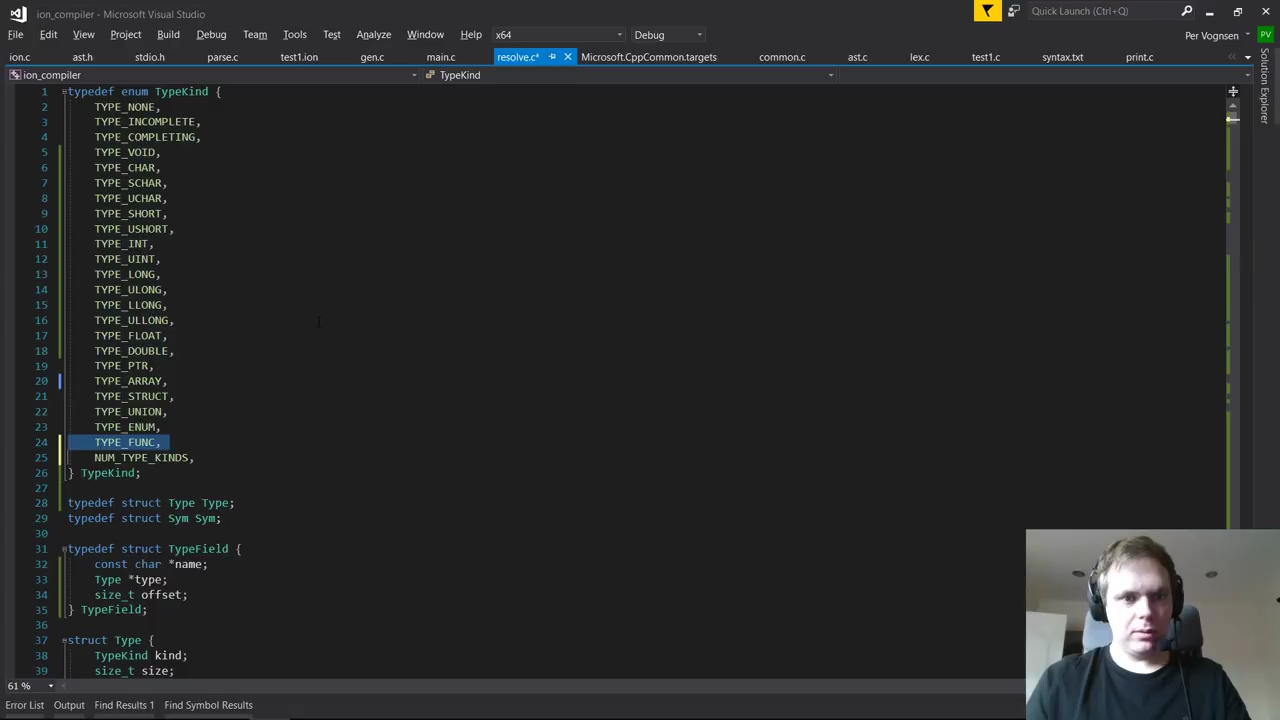 ion_compiler - Microsoft Visual Studio
Quick Launch (Ctrl+Q)
File Edit View Project Build Debug Team Tools Test Analyze Window Help x64 Debug
Per Vognsen PV
ion.c ast.h stdio.h parse.c test1.ion gen.c main.c resolve.c* Microsoft.CppCommon.targets common.c ast.c lex.c test1.c syntax.txt print.c
Solution Explorer
ion_compiler TypeKind
1 typedef enum TypeKind {
2 TYPE_NONE,
3 TYPE_INCOMPLETE,
4 TYPE_COMPLETING,
5 TYPE_VOID,
6 TYPE_CHAR,
7 TYPE_SCHAR,
8 TYPE_UCHAR,
9 TYPE_SHORT,
10 TYPE_USHORT,
11 TYPE_INT,
12 TYPE_UINT,
13 TYPE_LONG,
14 TYPE_ULONG,
15 TYPE_LLONG,
16 TYPE_ULLONG,
17 TYPE_FLOAT,
18 TYPE_DOUBLE,
19 TYPE_PTR,
20 TYPE_ARRAY,
21 TYPE_STRUCT,
22 TYPE_UNION,
23 TYPE_ENUM,
24 TYPE_FUNC,
25 NUM_TYPE_KINDS,
26 } TypeKind;
27
28 typedef struct Type Type;
29 typedef struct Sym Sym;
30
31 typedef struct TypeField {
32 const char *name;
33 Type *type;
34 size_t offset;
35 } TypeField;
36
37 struct Type {
38 TypeKind kind;
39 size_t size;
61 %
Error List Output Find Results 1 Find Symbol Results